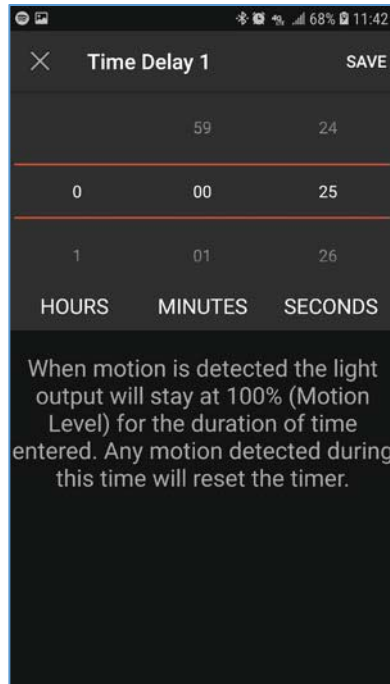 68% 11:42
Time Delay 1 SAVE
59 24
0 00 25
1 01 26
HOURS MINUTES SECONDS
When motion is detected the light
output will stay at 100% (Motion
Level) for the duration of time
entered. Any motion detected during
this time will reset the timer.